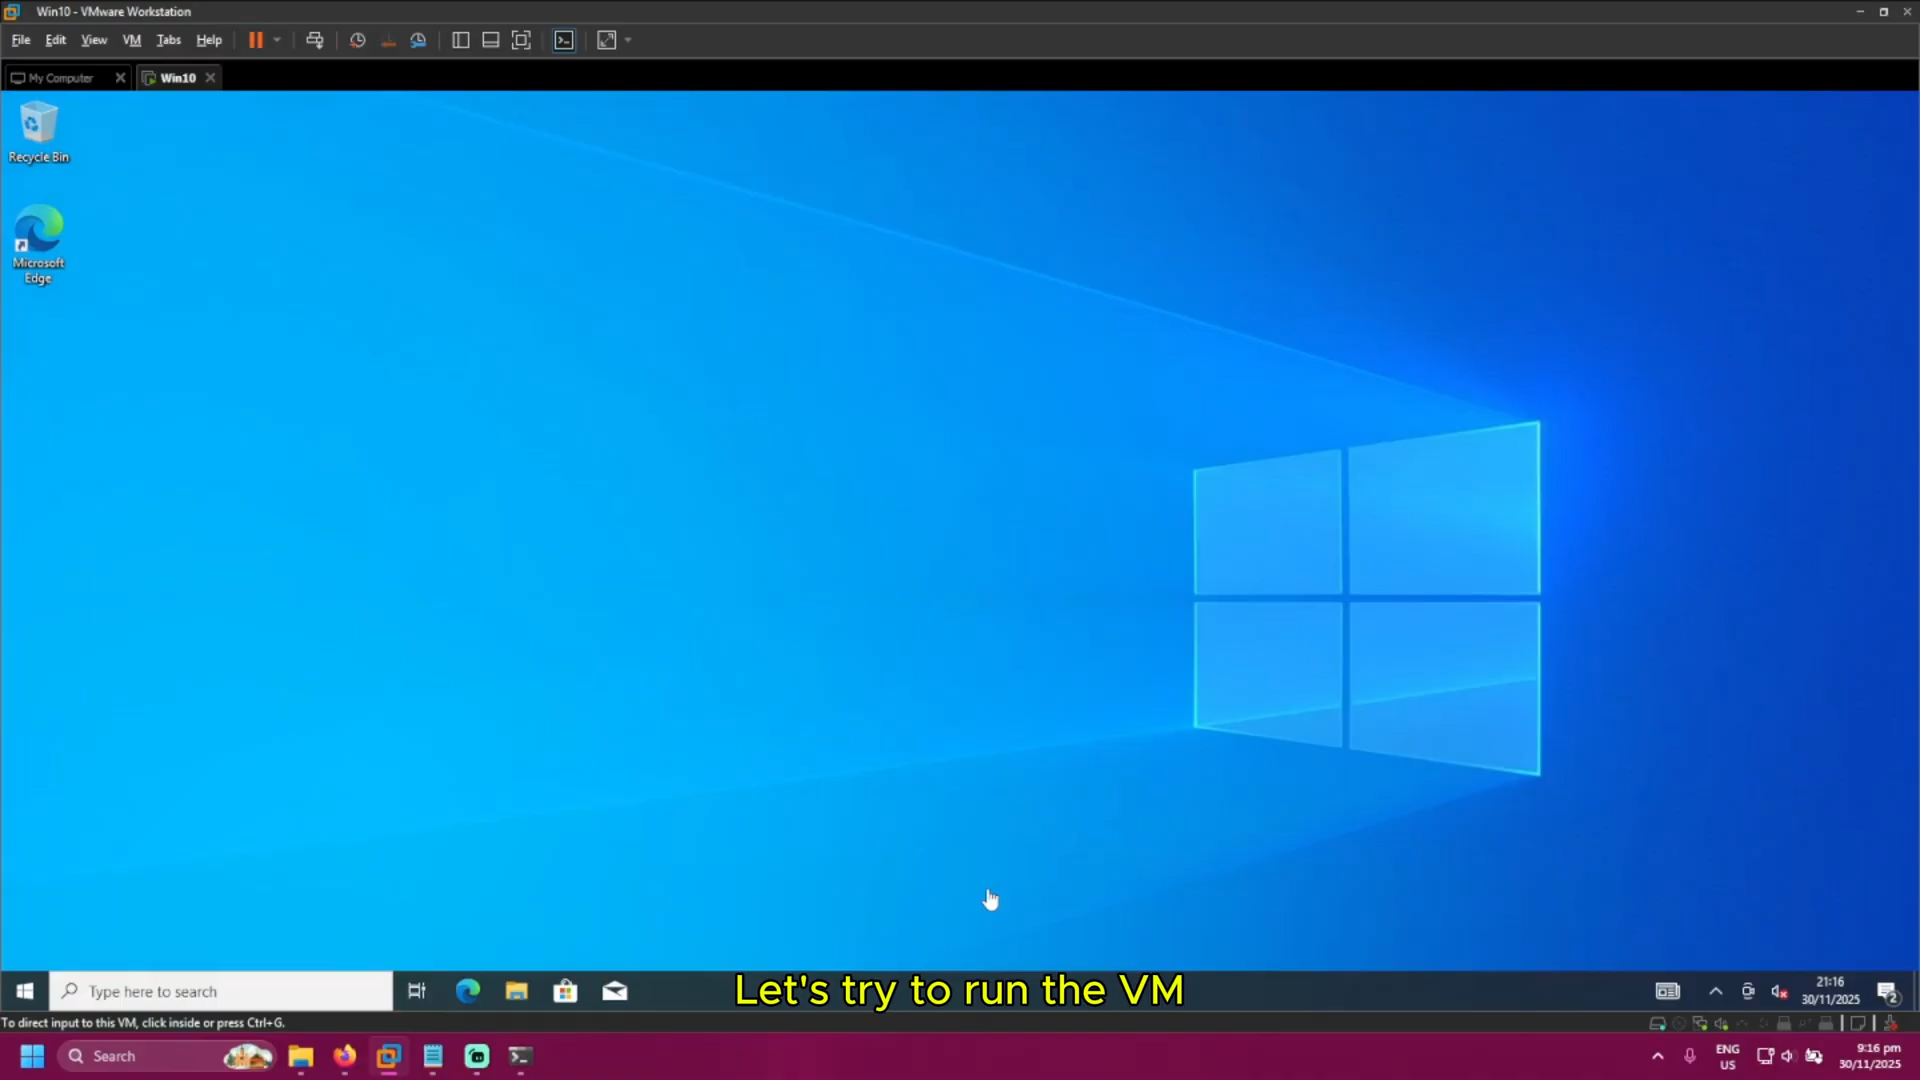 Win10 - VMware Workstation
File Edit View VM Tabs Help
My Computer
Win10
Recycle Bin
Microsoft
Edge
Let's try to run the VM
Type here to search
21:16
30/11/2025
2
To direct input to this VM, click inside or press Ctrl+G.
Search
ENG
US
9:16 pm
30/11/2025